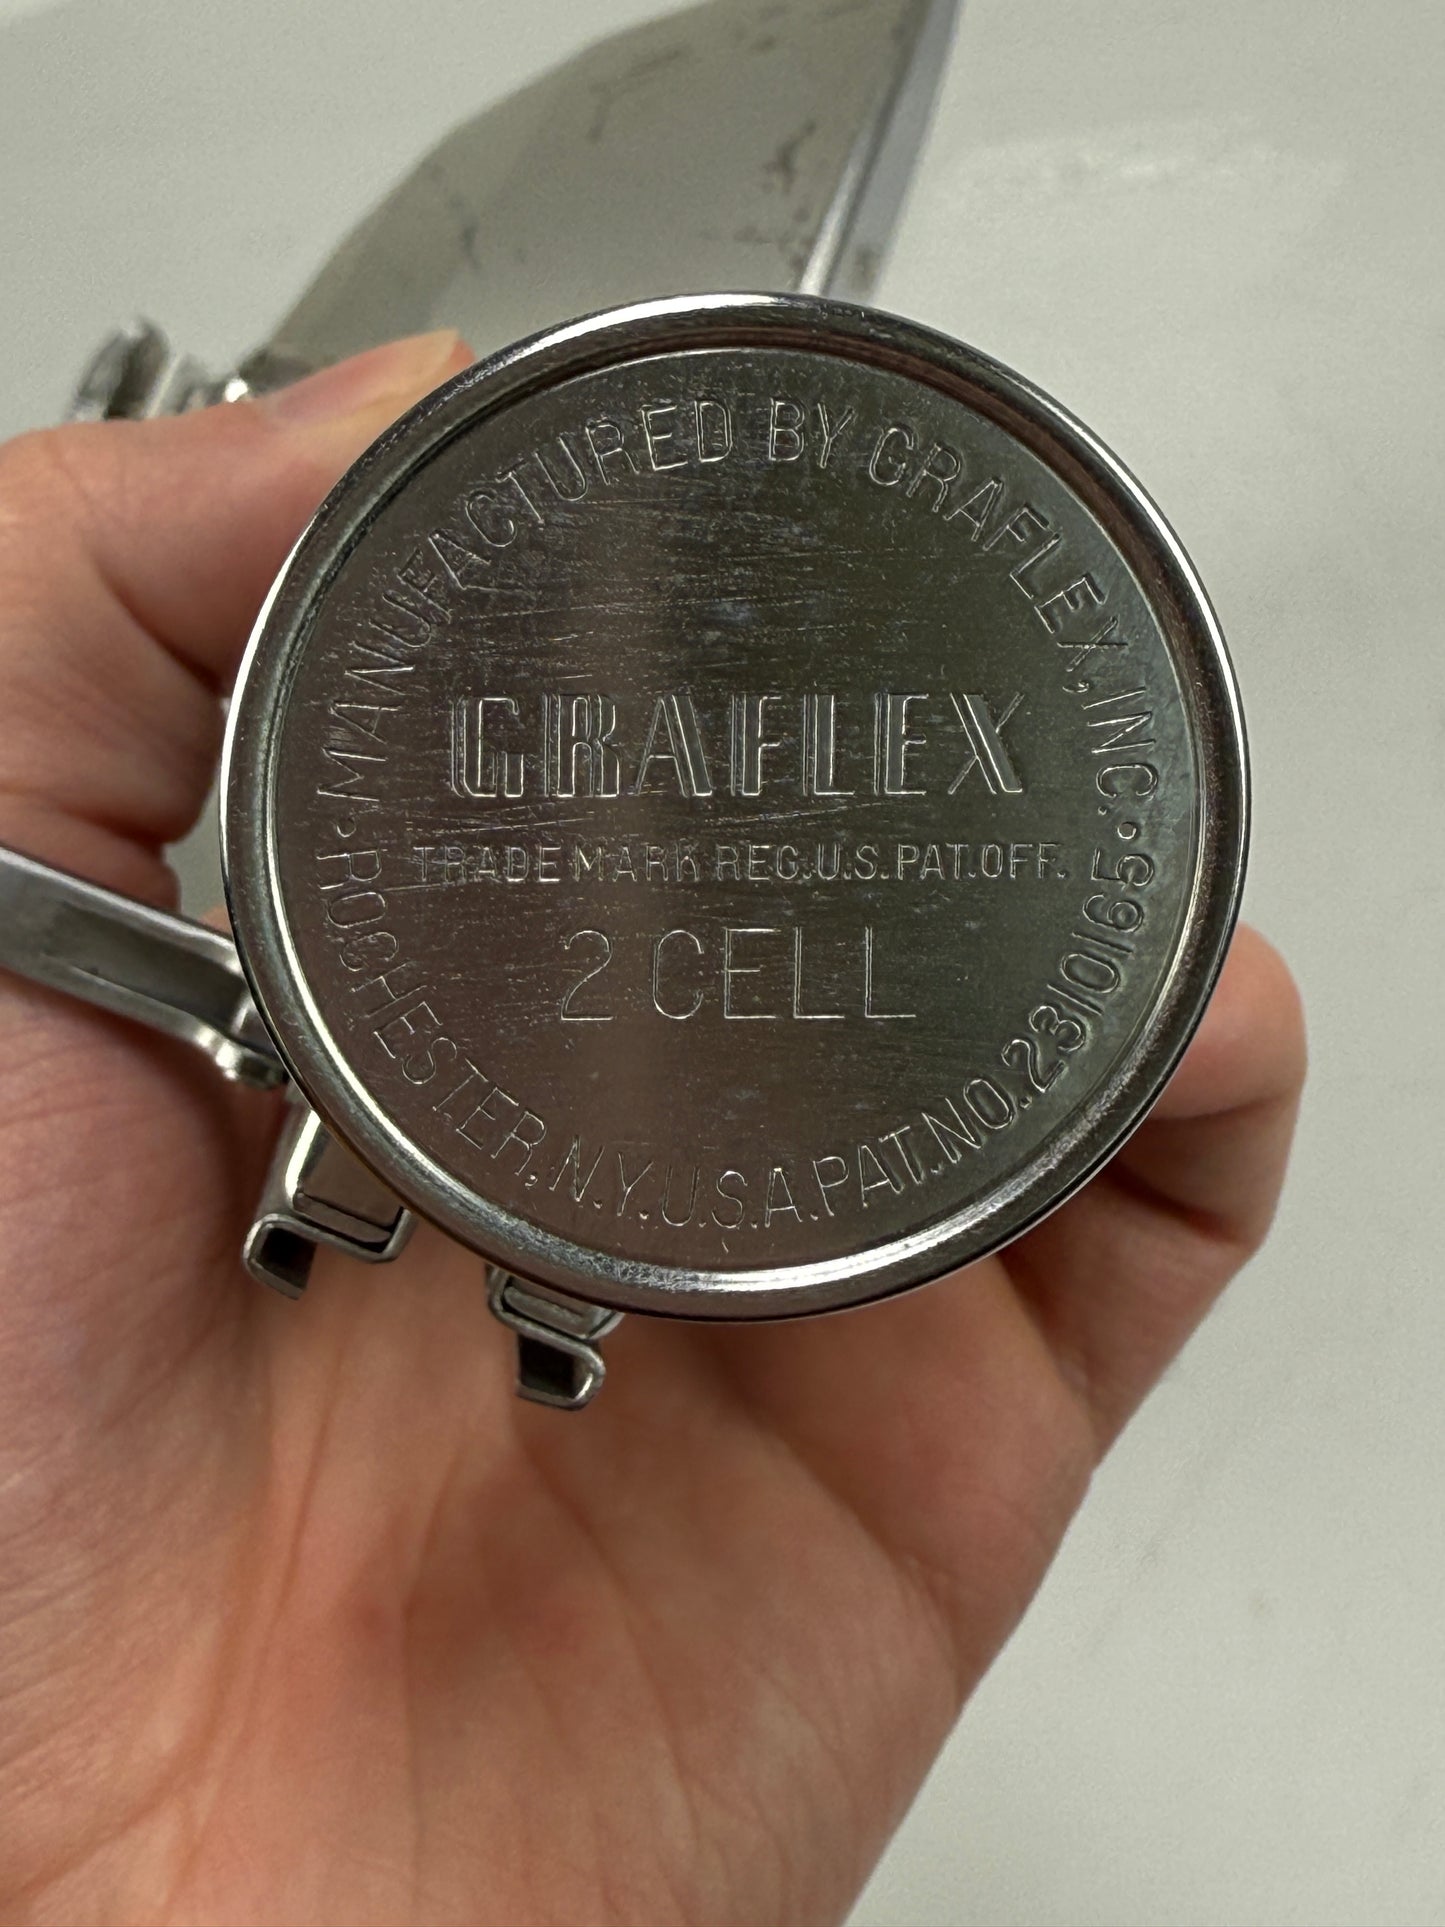 • MANUFACTURED BY GRAFLEX, INC. •
GRAFLEX
TRADE MARK REG.U.S.PAT.OFF.
2 CELL
ROCHESTER, N.Y.U.S.A.PAT.NO.2310165